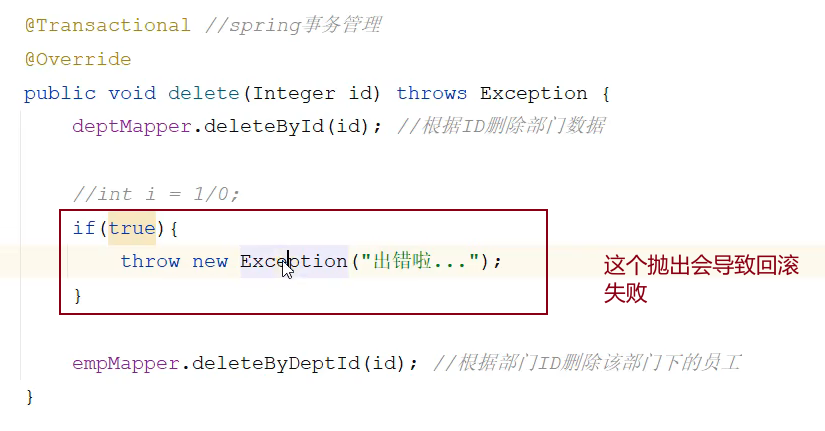 @Transactional //spring事务管理
@Override
public void delete(Integer id) throws Exception {
deptMapper.deleteById(id); //根据ID删除部门数据
//int i = 1/0;
if(true){
throw new Exception("出错啦...");
}
这个抛出会导致回滚
失败
empMapper.deleteByDeptId(id); //根据部门ID删除该部门下的员工
}